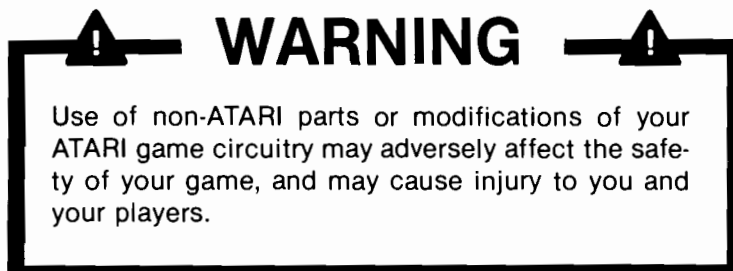 WARNING
Use of non-ATARI parts or modifications of your
ATARI game circuitry may adversely affect the safe-
ty of your game, and may cause injury to you and
your players.